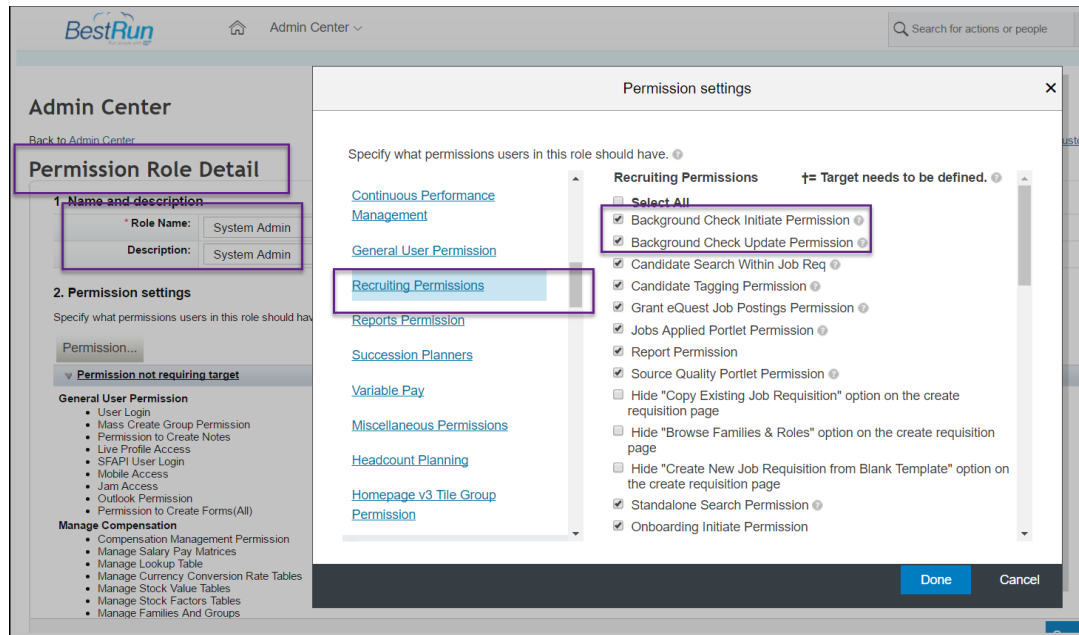 BestRun
Admin Center
Search for actions or people
Admin Center
Back to Admin Center
Permission Role Detail
1. Name and description
* Role Name: System Admin
Description: System Admin
2. Permission settings
Specify what permissions users in this role should hav
Permission...
Permission not requiring target
General User Permission
• User Login
• Mass Create Group Permission
• Permission to Create Notes
• Live Profile Access
• SFAPI User Login
• Mobile Access
• Jam Access
• Outlook Permission
• Permission to Create Forms(All)
Manage Compensation
• Compensation Management Permission
• Manage Salary Pay Matrices
• Manage Lookup Table
• Manage Currency Conversion Rate Tables
• Manage Stock Value Tables
• Manage Stock Factors Tables
• Manage Families And Groups
Permission settings
Specify what permissions users in this role should have.
Continuous Performance
Management
General User Permission
Recruiting Permissions
Reports Permission
Succession Planners
Variable Pay
Miscellaneous Permissions
Headcount Planning
Homepage v3 Tile Group
Permission
Recruiting Permissions †= Target needs to be defined.
Select All
Background Check Initiate Permission
Background Check Update Permission
Candidate Search Within Job Req
Candidate Tagging Permission
Grant eQuest Job Postings Permission
Jobs Applied Portlet Permission
Report Permission
Source Quality Portlet Permission
Hide "Copy Existing Job Requisition" option on the create
requisition page
Hide "Browse Families & Roles" option on the create requisition
page
Hide "Create New Job Requisition from Blank Template" option on
the create requisition page
Standalone Search Permission
Onboarding Initiate Permission
Done Cancel